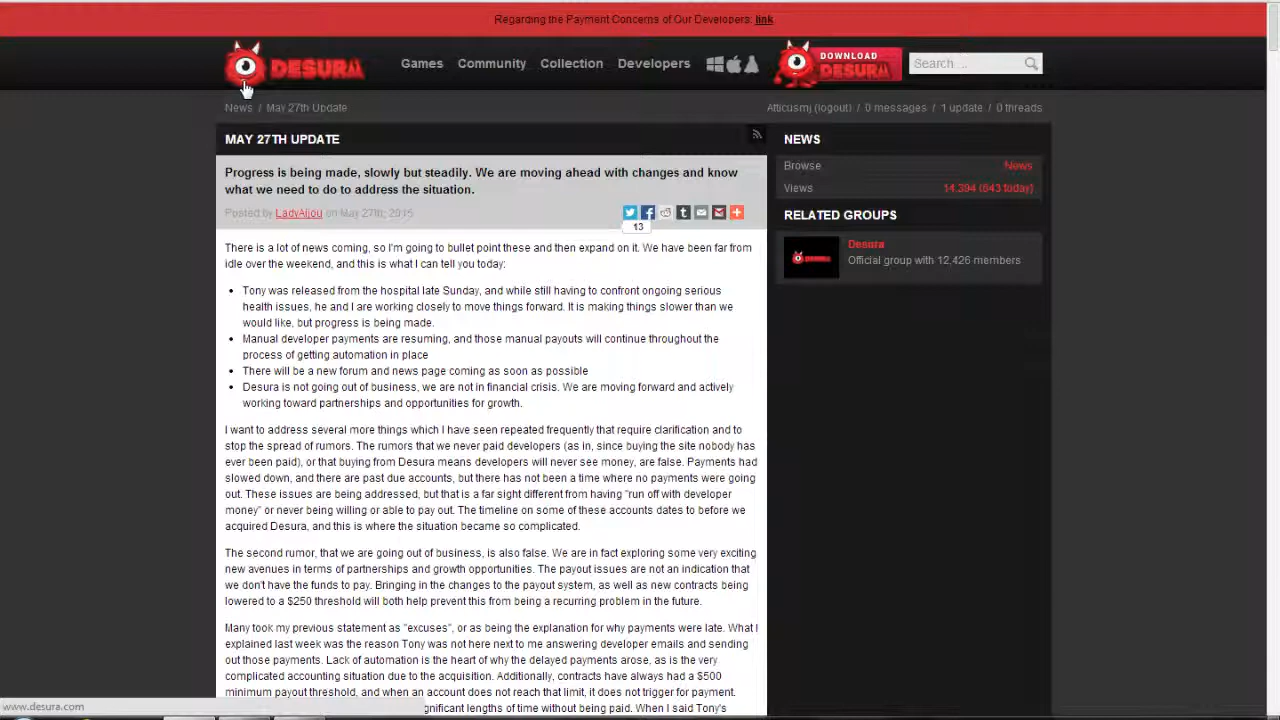 Regarding the Payment Concerns of Our Developers: link
DESURA
Games Community Collection Developers
DOWNLOAD
DESURA
Search ...
News / May 27th Update
Atticusmj (logout) / 0 messages / 1 update / 0 threads
MAY 27TH UPDATE
Progress is being made, slowly but steadily. We are moving ahead with changes and know
what we need to do to address the situation.
Posted by LadyAijou on May 27th, 2015
13
There is a lot of news coming, so I'm going to bullet point these and then expand on it. We have been far from
idle over the weekend, and this is what I can tell you today:
Tony was released from the hospital late Sunday, and while still having to confront ongoing serious
health issues, he and I are working closely to move things forward. It is making things slower than we
would like, but progress is being made.
Manual developer payments are resuming, and those manual payouts will continue throughout the
process of getting automation in place
There will be a new forum and news page coming as soon as possible
Desura is not going out of business, we are not in financial crisis. We are moving forward and actively
working toward partnerships and opportunities for growth.
I want to address several more things which I have seen repeated frequently that require clarification and to
stop the spread of rumors. The rumors that we never paid developers (as in, since buying the site nobody has
ever been paid), or that buying from Desura means developers will never see money, are false. Payments had
slowed down, and there are past due accounts, but there has not been a time where no payments were going
out. These issues are being addressed, but that is a far sight different from having "run off with developer
money" or never being willing or able to pay out. The timeline on some of these accounts dates to before we
acquired Desura, and this is where the situation became so complicated.
The second rumor, that we are going out of business, is also false. We are in fact exploring some very exciting
new avenues in terms of partnerships and growth opportunities. The payout issues are not an indication that
we don't have the funds to pay. Bringing in the changes to the payout system, as well as new contracts being
lowered to a $250 threshold will both help prevent this from being a recurring problem in the future.
Many took my previous statement as "excuses", or as being the explanation for why payments were late. What I
explained last week was the reason Tony was not here next to me answering developer emails and sending
out those payments. Lack of automation is the heart of why the delayed payments arose, as is the very
complicated accounting situation due to the acquisition. Additionally, contracts have always had a $500
minimum payout threshold, and when an account does not reach that limit, it does not trigger for payment.
gnificant lengths of time without being paid. When I said Tony's
NEWS
Browse News
Views 14,394 (643 today)
RELATED GROUPS
DESURA
Desura
Official group with 12,426 members
www.desura.com